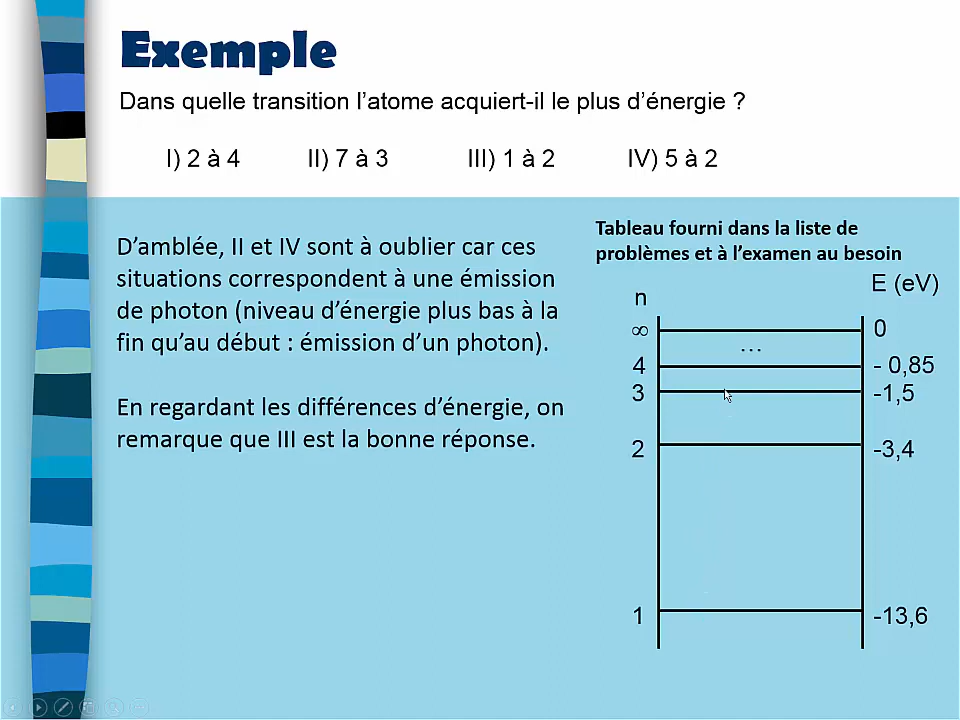 Exemple
Dans quelle transition l’atome acquiert-il le plus d’énergie ?
I) 2 à 4 II) 7 à 3 III) 1 à 2 IV) 5 à 2
D’amblée, II et IV sont à oublier car ces
situations correspondent à une émission
de photon (niveau d’énergie plus bas à la
fin qu’au début : émission d’un photon).
En regardant les différences d’énergie, on
remarque que III est la bonne réponse.
Tableau fourni dans la liste de
problèmes et à l’examen au besoin
n E (eV)
∞ 0
…
4 - 0,85
3 -1,5
2 -3,4
1 -13,6